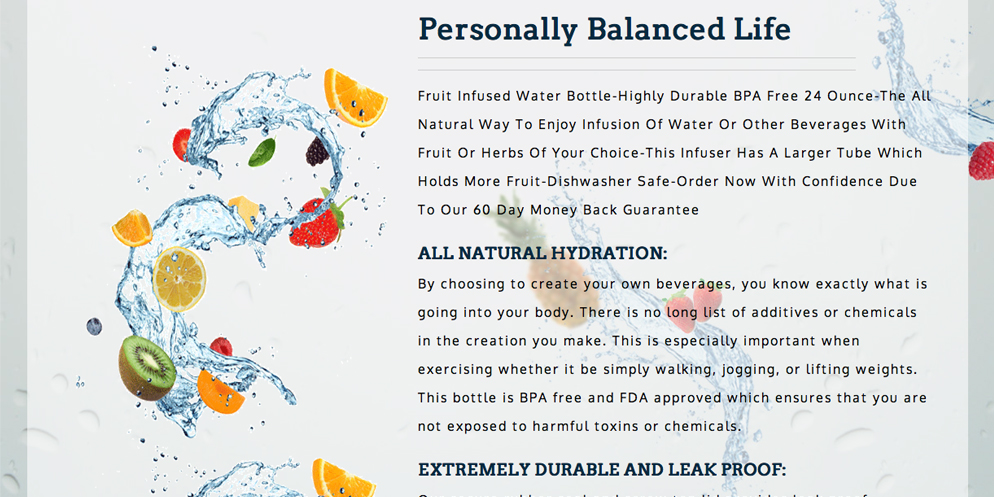 Personally Balanced Life
Fruit Infused Water Bottle-Highly Durable BPA Free 24 Ounce-The All
Natural Way To Enjoy Infusion Of Water Or Other Beverages With
Fruit Or Herbs Of Your Choice-This Infuser Has A Larger Tube Which
Holds More Fruit-Dishwasher Safe-Order Now With Confidence Due
To Our 60 Day Money Back Guarantee
ALL NATURAL HYDRATION:
By choosing to create your own beverages, you know exactly what is
going into your body. There is no long list of additives or chemicals
in the creation you make. This is especially important when
exercising whether it be simply walking, jogging, or lifting weights.
This bottle is BPA free and FDA approved which ensures that you are
not exposed to harmful toxins or chemicals.
EXTREMELY DURABLE AND LEAK PROOF: